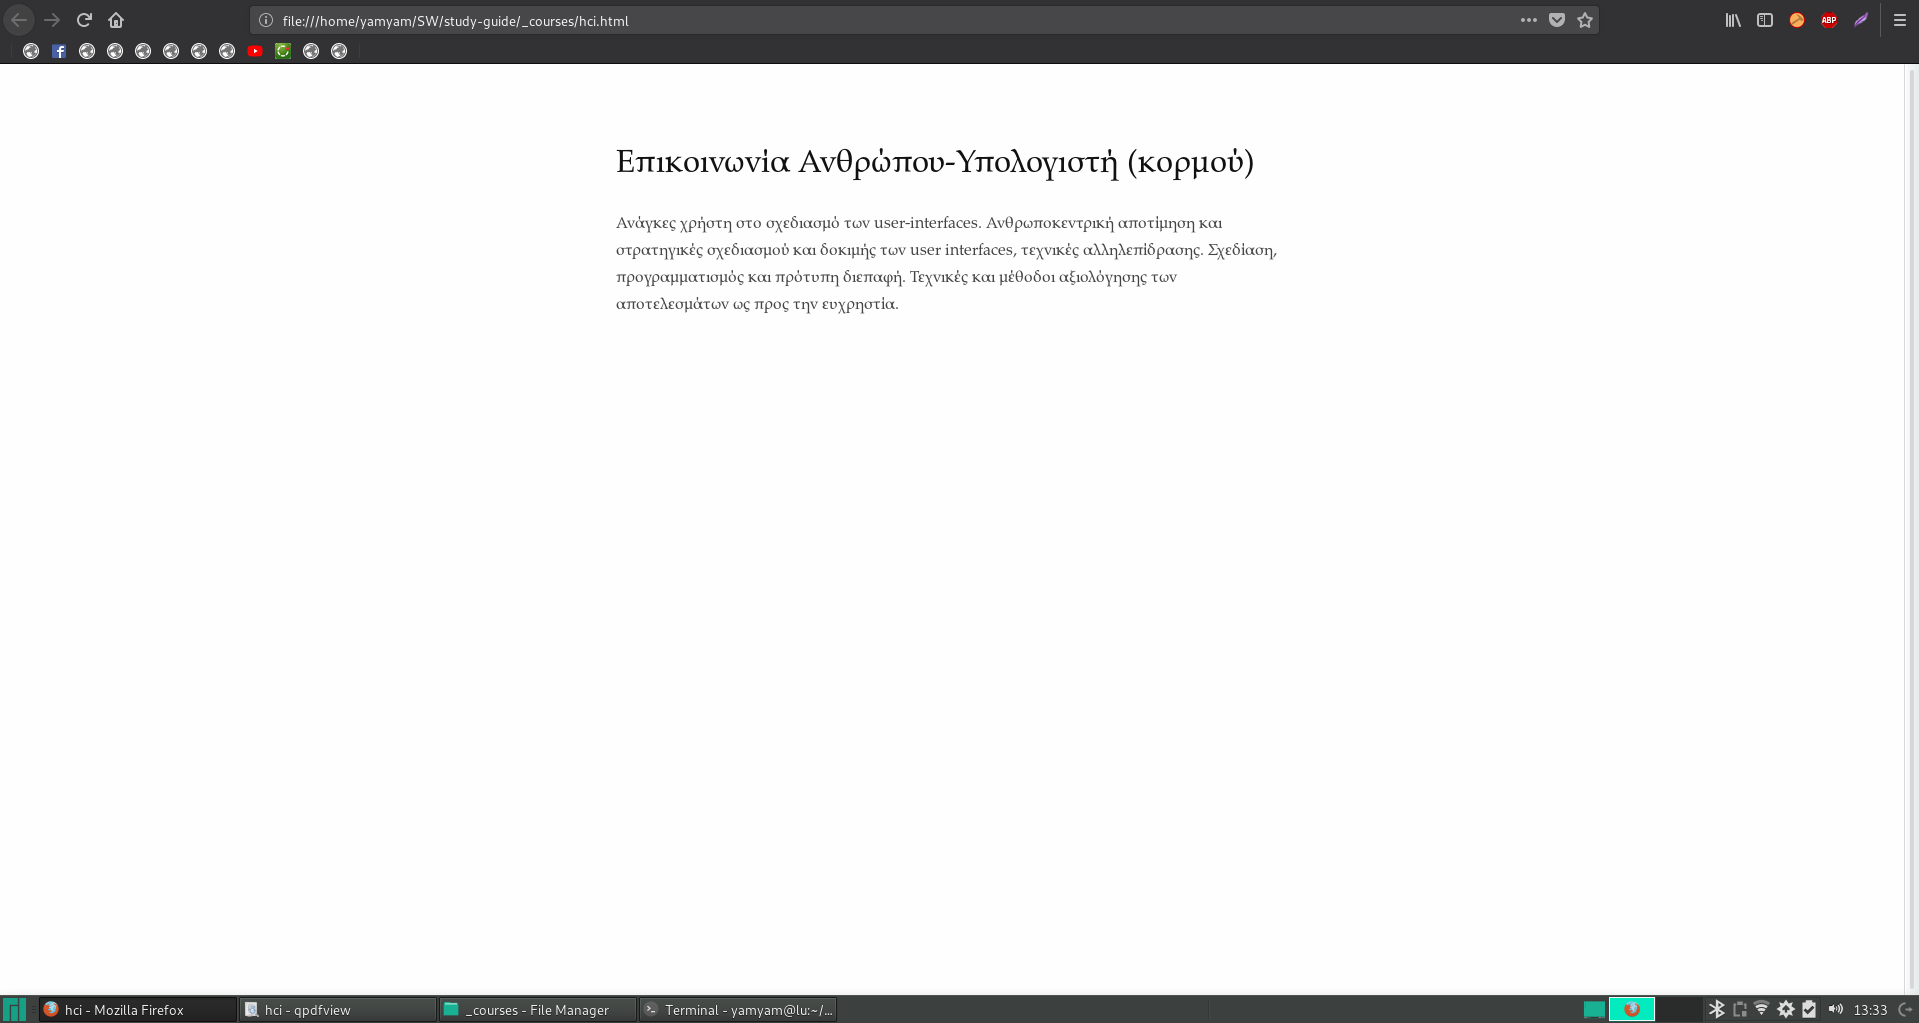 file:///home/yamyam/SW/study-guide/_courses/hci.html
ABP
Επικοινωνία Ανθρώπου-Υπολογιστή (κορμού)
Ανάγκες χρήστη στο σχεδιασμό των user-interfaces. Ανθρωποκεντρική αποτίμηση και
στρατηγικές σχεδιασμού και δοκιμής των user interfaces, τεχνικές αλληλεπίδρασης. Σχεδίαση,
προγραμματισμός και πρότυπη διεπαφή. Τεχνικές και μέθοδοι αξιολόγησης των
αποτελεσμάτων ως προς την ευχρηστία.
hci - Mozilla Firefox
hci - qpdfview
_courses - File Manager
Terminal - yamyam@lu:~/...
13:33